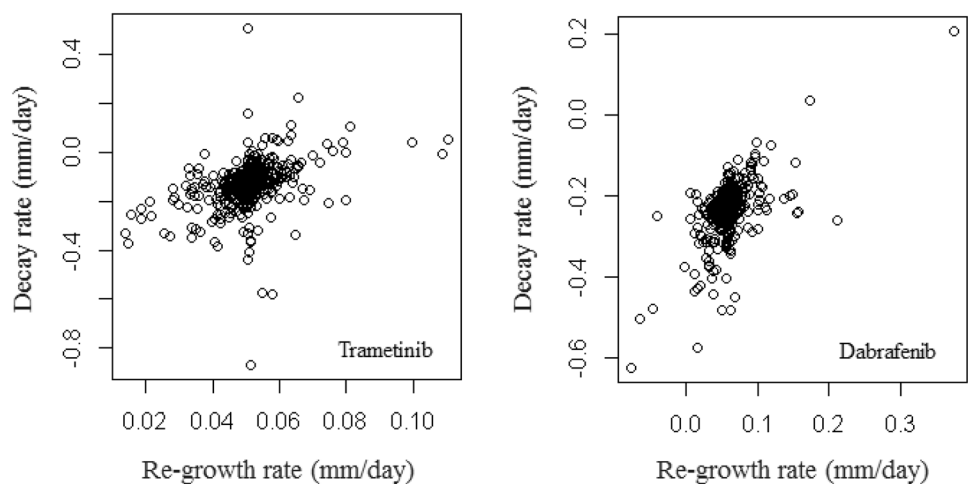 Decay rate (mm/day)
0.4
0.0
-0.4
-0.8
0.02 0.04 0.06 0.08 0.10
Re-growth rate (mm/day)
Trametinib
Decay rate (mm/day)
0.2
0.0
-0.2
-0.4
-0.6
0.0 0.1 0.2 0.3
Re-growth rate (mm/day)
Dabrafenib